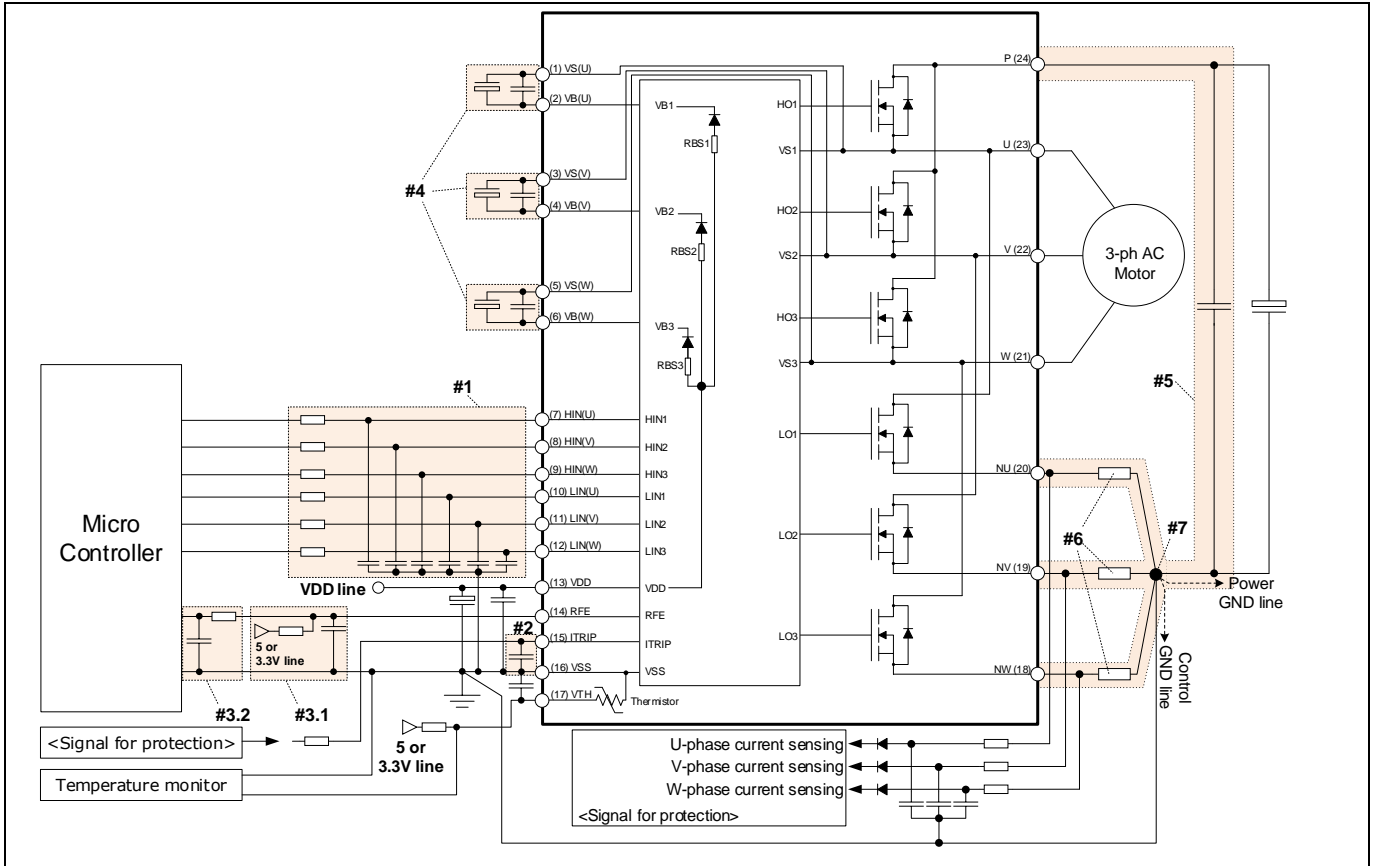 #4
(1) VS(U)
(2) VB(U)
(3) VS(V)
(4) VB(V)
(5) VS(W)
(6) VB(W)
VB1
RBS1
VB2
RBS2
VB3
RBS3
HO1
VS1
HO2
VS2
HO3
VS3
LO1
LO2
LO3
P (24)
U (23)
V (22)
W (21)
NU (20)
NV (19)
NW (18)
3-ph AC
Motor
#5
#6
#7
Power
GND line
Control
GND line
Micro
Controller
#1
(7) HIN(U)
(8) HIN(V)
(9) HIN(W)
(10) LIN(U)
(11) LIN(V)
(12) LIN(W)
(13) VDD
(14) RFE
(15) ITRIP
(16) VSS
(17) VTH
HIN1
HIN2
HIN3
LIN1
LIN2
LIN3
VDD
RFE
ITRIP
VSS
Thermistor
VDD line
#2
5 or
3.3V line
#3.2
#3.1
<Signal for protection>
Temperature monitor
5 or
3.3V line
U-phase current sensing
V-phase current sensing
W-phase current sensing
<Signal for protection>